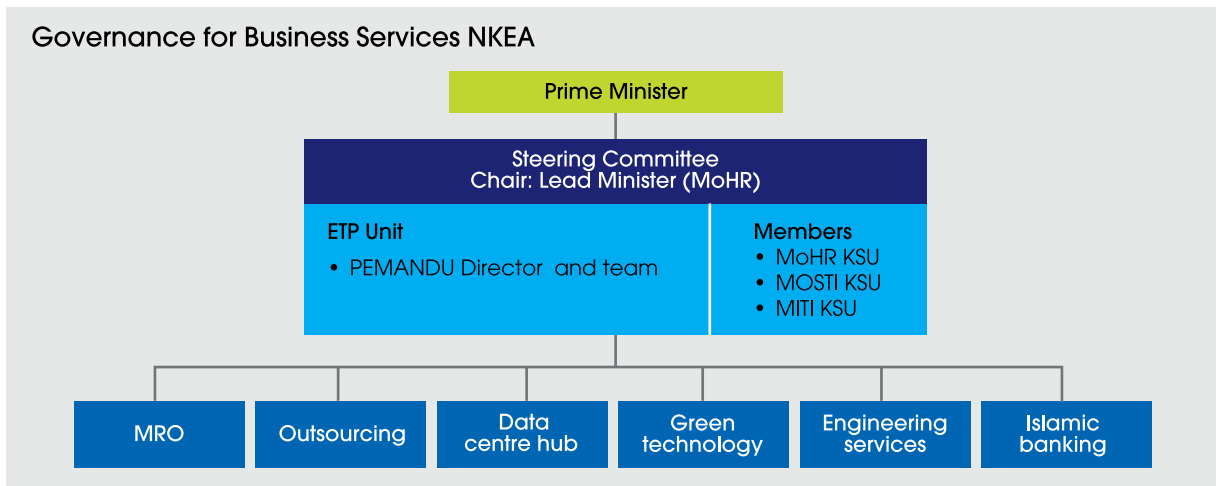 Governance for Business Services NKEA
Prime Minister
Steering Committee
Chair: Lead Minister (MoHR)
ETP Unit
• PEMANDU Director and team
Members
• MoHR KSU
• MOSTI KSU
• MITI KSU
MRO
Outsourcing
Data
centre hub
Green
technology
Engineering
services
Islamic
banking